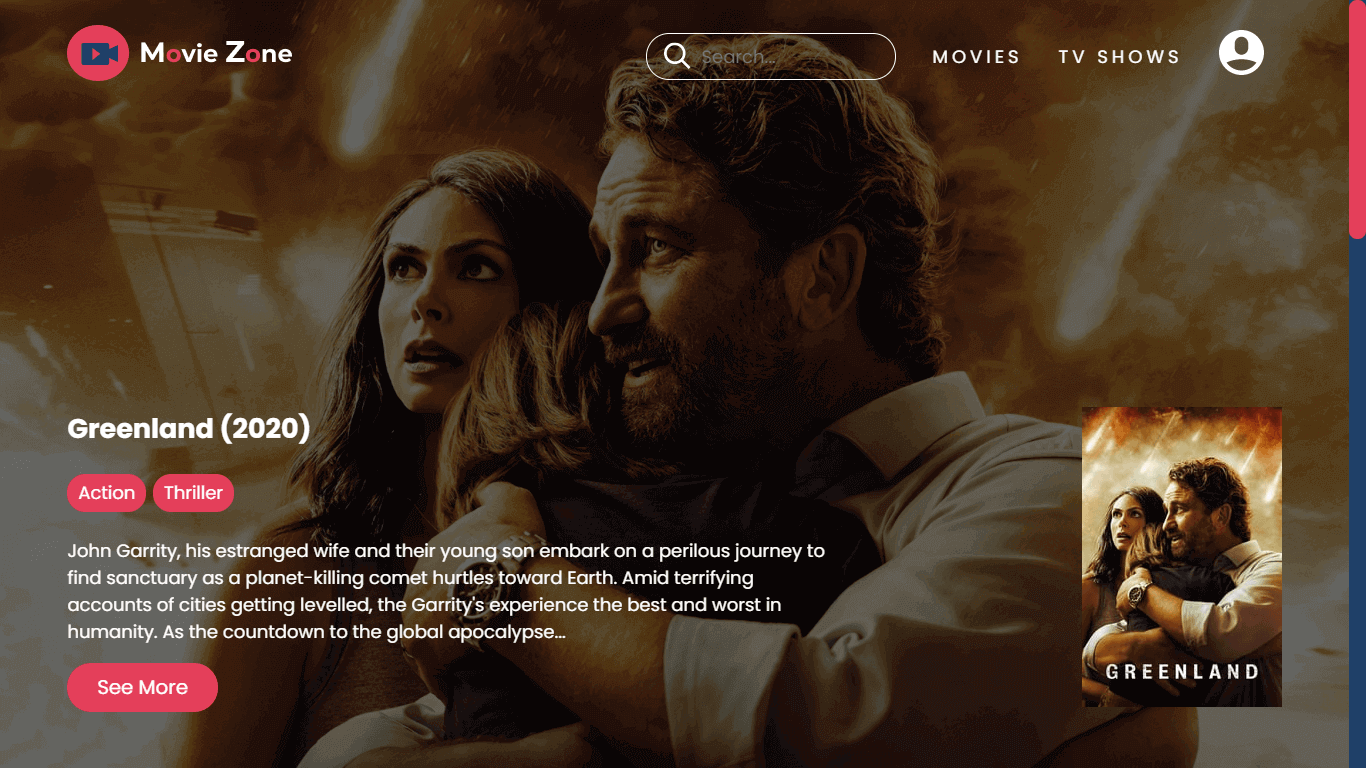 Movie Zone
Search...
MOVIES
TV SHOWS
Greenland (2020)
Action
Thriller
John Garrity, his estranged wife and their young son embark on a perilous journey to
find sanctuary as a planet-killing comet hurtles toward Earth. Amid terrifying
accounts of cities getting levelled, the Garrity's experience the best and worst in
humanity. As the countdown to the global apocalypse...
See More
GREENLAND